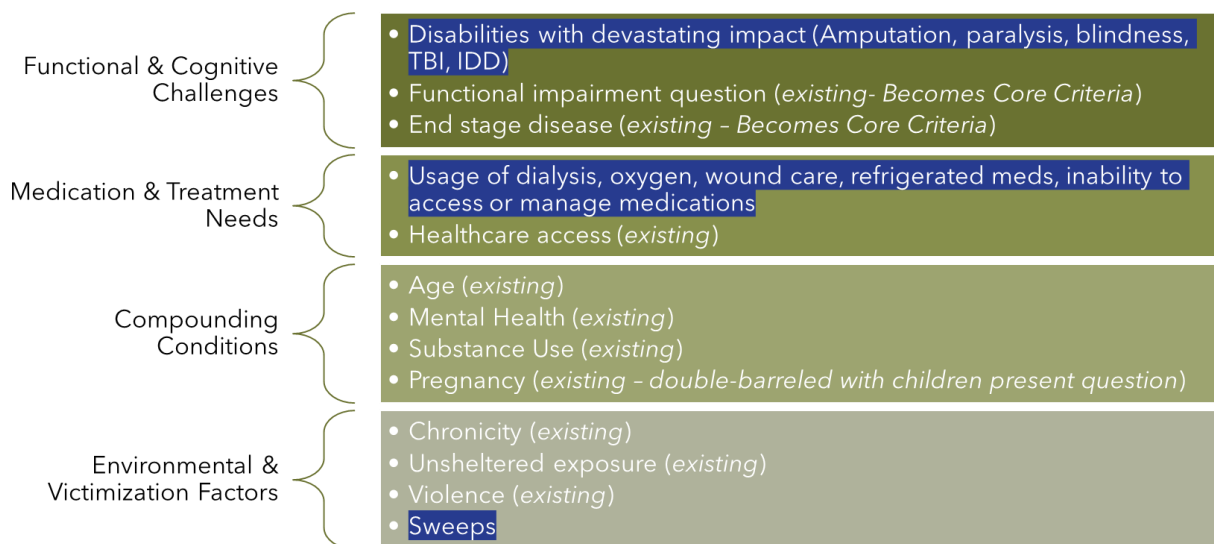 Functional & Cognitive
Challenges
• Disabilities with devastating impact (Amputation, paralysis, blindness,
TBI, IDD)
• Functional impairment question (existing- Becomes Core Criteria)
• End stage disease (existing – Becomes Core Criteria)
Medication & Treatment
Needs
• Usage of dialysis, oxygen, wound care, refrigerated meds, inability to
access or manage medications
• Healthcare access (existing)
Compounding
Conditions
• Age (existing)
• Mental Health (existing)
• Substance Use (existing)
• Pregnancy (existing – double-barreled with children present question)
Environmental &
Victimization Factors
• Chronicity (existing)
• Unsheltered exposure (existing)
• Violence (existing)
• Sweeps